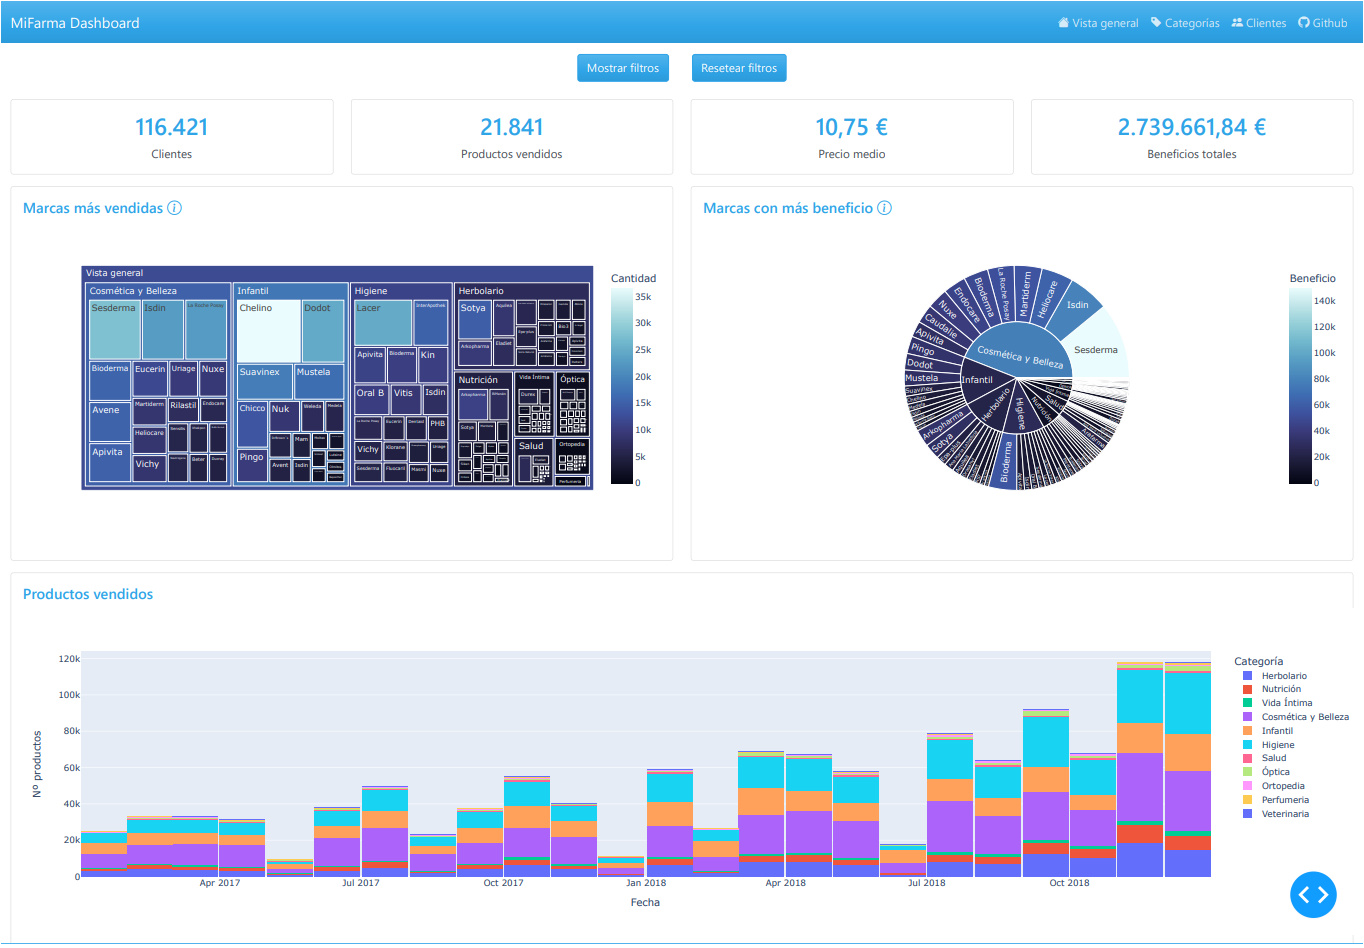 MiFarma Dashboard
Vista general Categorias Clientes Github
Mostrar filtros Resetear filtros
116.421
Clientes
21.841
Productos vendidos
10,75 €
Precio medio
2.739.661,84 €
Beneficios totales
Marcas más vendidas
Vista general
Cosmética y Belleza
Sesderma Isdin La Roche Posay
Bioderma Eucerin Uriage Nuxe
Avene Martiderm Rilastil Endocare
Heliocare
Apivita Vichy
Infantil
Chelino Dodot
Suavinex Mustela
Chicco Nuk Weleda
Mam
Pingo Avent Isdin
Higiene
Lacer InterApothek
Apivita Bioderma Kin
Oral B Vitis Isdin
La Roche Posay Eucerin Dentaid PHB
Vichy Klorane Uriage
Sesderma Fluocaril Nuxe
Herbolario
Sotya Aquilea
Arkopharma Eladiet
Nutrición
Arkopharma
Sotya
Vida Íntima
Durex
Óptica
Salud
Ortopedia
Perfumeria
Cantidad
35k
30k
25k
20k
15k
10k
5k
0
Marcas con más beneficio
Cosmética y Belleza
Infantil
Herbolario
Higiene
Nutrición
Salud
Sesderma
Isdin
Heliocare
Martiderm
La Roche Posay
Bioderma
Endocare
Nuxe
Caudalie
Apivita
Pingo
Dodot
Mustela
Suavinex
Arkopharma
Sotya
Bioderma
Beneficio
140k
120k
100k
80k
60k
40k
20k
0
Productos vendidos
Nº productos
120k
100k
80k
60k
40k
20k
0
Apr 2017 Jul 2017 Oct 2017 Jan 2018 Apr 2018 Jul 2018 Oct 2018
Fecha
Categoría
Herbolario
Nutrición
Vida Íntima
Cosmética y Belleza
Infantil
Higiene
Salud
Óptica
Ortopedia
Perfumeria
Veterinaria